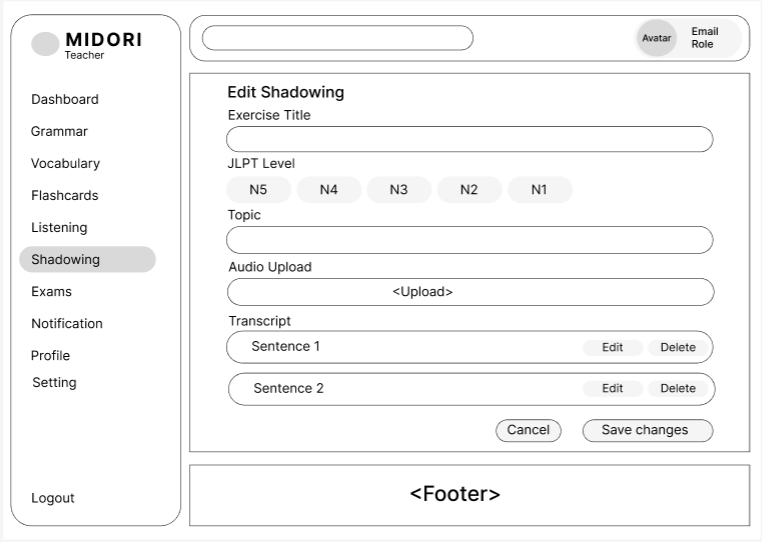 MIDORI
Teacher
Dashboard
Grammar
Vocabulary
Flashcards
Listening
Shadowing
Exams
Notification
Profile
Setting
Logout
Avatar
Email
Role
Edit Shadowing
Exercise Title
JLPT Level
N5 N4 N3 N2 N1
Topic
Audio Upload
<Upload>
Transcript
Sentence 1 Edit Delete
Sentence 2 Edit Delete
Cancel Save changes
<Footer>